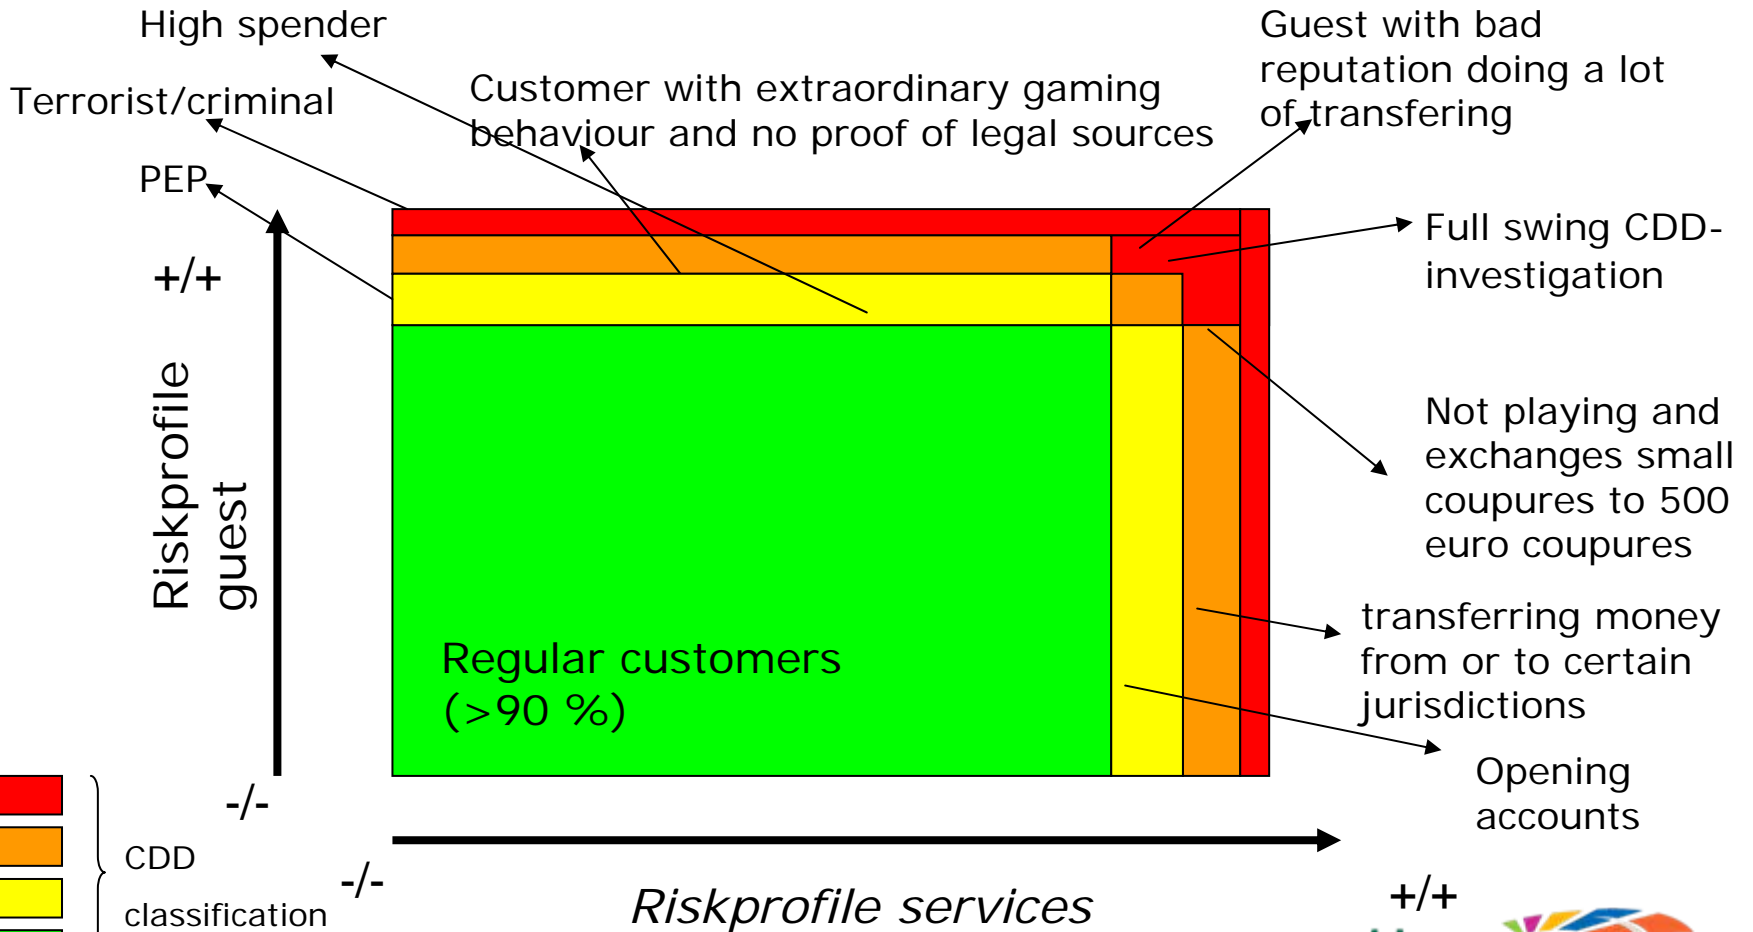 High spender
Terrorist/criminal
PEP
Customer with extraordinary gaming
behaviour and no proof of legal sources
Guest with bad
reputation doing a lot
of transfering
Full swing CDD-
investigation
+/+
Riskprofile
guest
Not playing and
exchanges small
coupures to 500
euro coupures
Regular customers
(>90 %)
transferring money
from or to certain
jurisdictions
Opening
accounts
-/-
CDD
classification
-/-
Riskprofile services
+/+